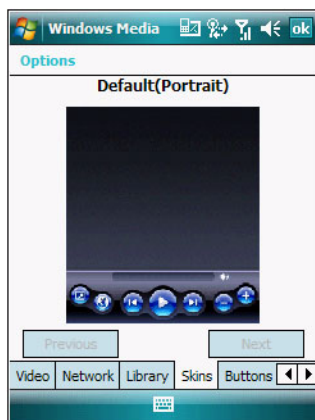 Windows Media ok
Options
Default(Portrait)
Previous Next
Video Network Library Skins Buttons